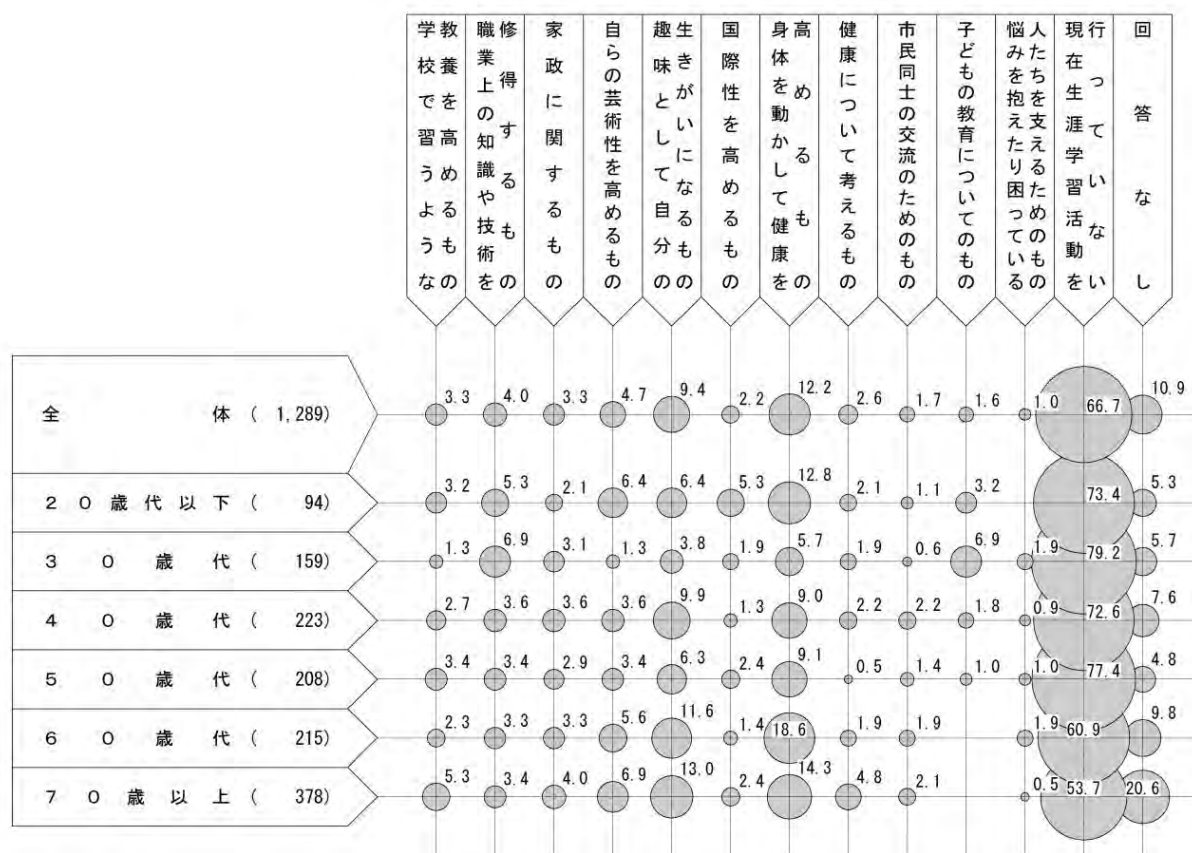 学校で習うような
教養を高めるもの
職業上の知識や技術を
修得するもの
家政に関するもの
自らの芸術性を高めるもの
趣味として自分の
生きがいになるもの
国際性を高めるもの
身体を動かして健康を
高めるもの
健康について考えるもの
市民同士の交流のためのもの
子どもの教育についてのもの
悩みを抱えたり困っている
人たちを支えるためのもの
現在生涯学習活動を
行っていない
回答なし
全体(1,289) 3.3 4.0 3.3 4.7 9.4 2.2 12.2 2.6 1.7 1.6 1.0 66.7 10.9
20歳代以下(94) 3.2 5.3 2.1 6.4 6.4 5.3 12.8 2.1 1.1 3.2 73.4 5.3
30歳代(159) 1.3 6.9 3.1 1.3 3.8 1.9 5.7 1.9 0.6 6.9 1.9 79.2 5.7
40歳代(223) 2.7 3.6 3.6 3.6 9.9 1.3 9.0 2.2 2.2 1.8 0.9 72.6 7.6
50歳代(208) 3.4 3.4 2.9 3.4 6.3 2.4 9.1 0.5 1.4 1.0 1.0 77.4 4.8
60歳代(215) 2.3 3.3 3.3 5.6 11.6 1.4 18.6 1.9 1.9 1.9 60.9 9.8
70歳以上(378) 5.3 3.4 4.0 6.9 13.0 2.4 14.3 4.8 2.1 0.5 53.7 20.6